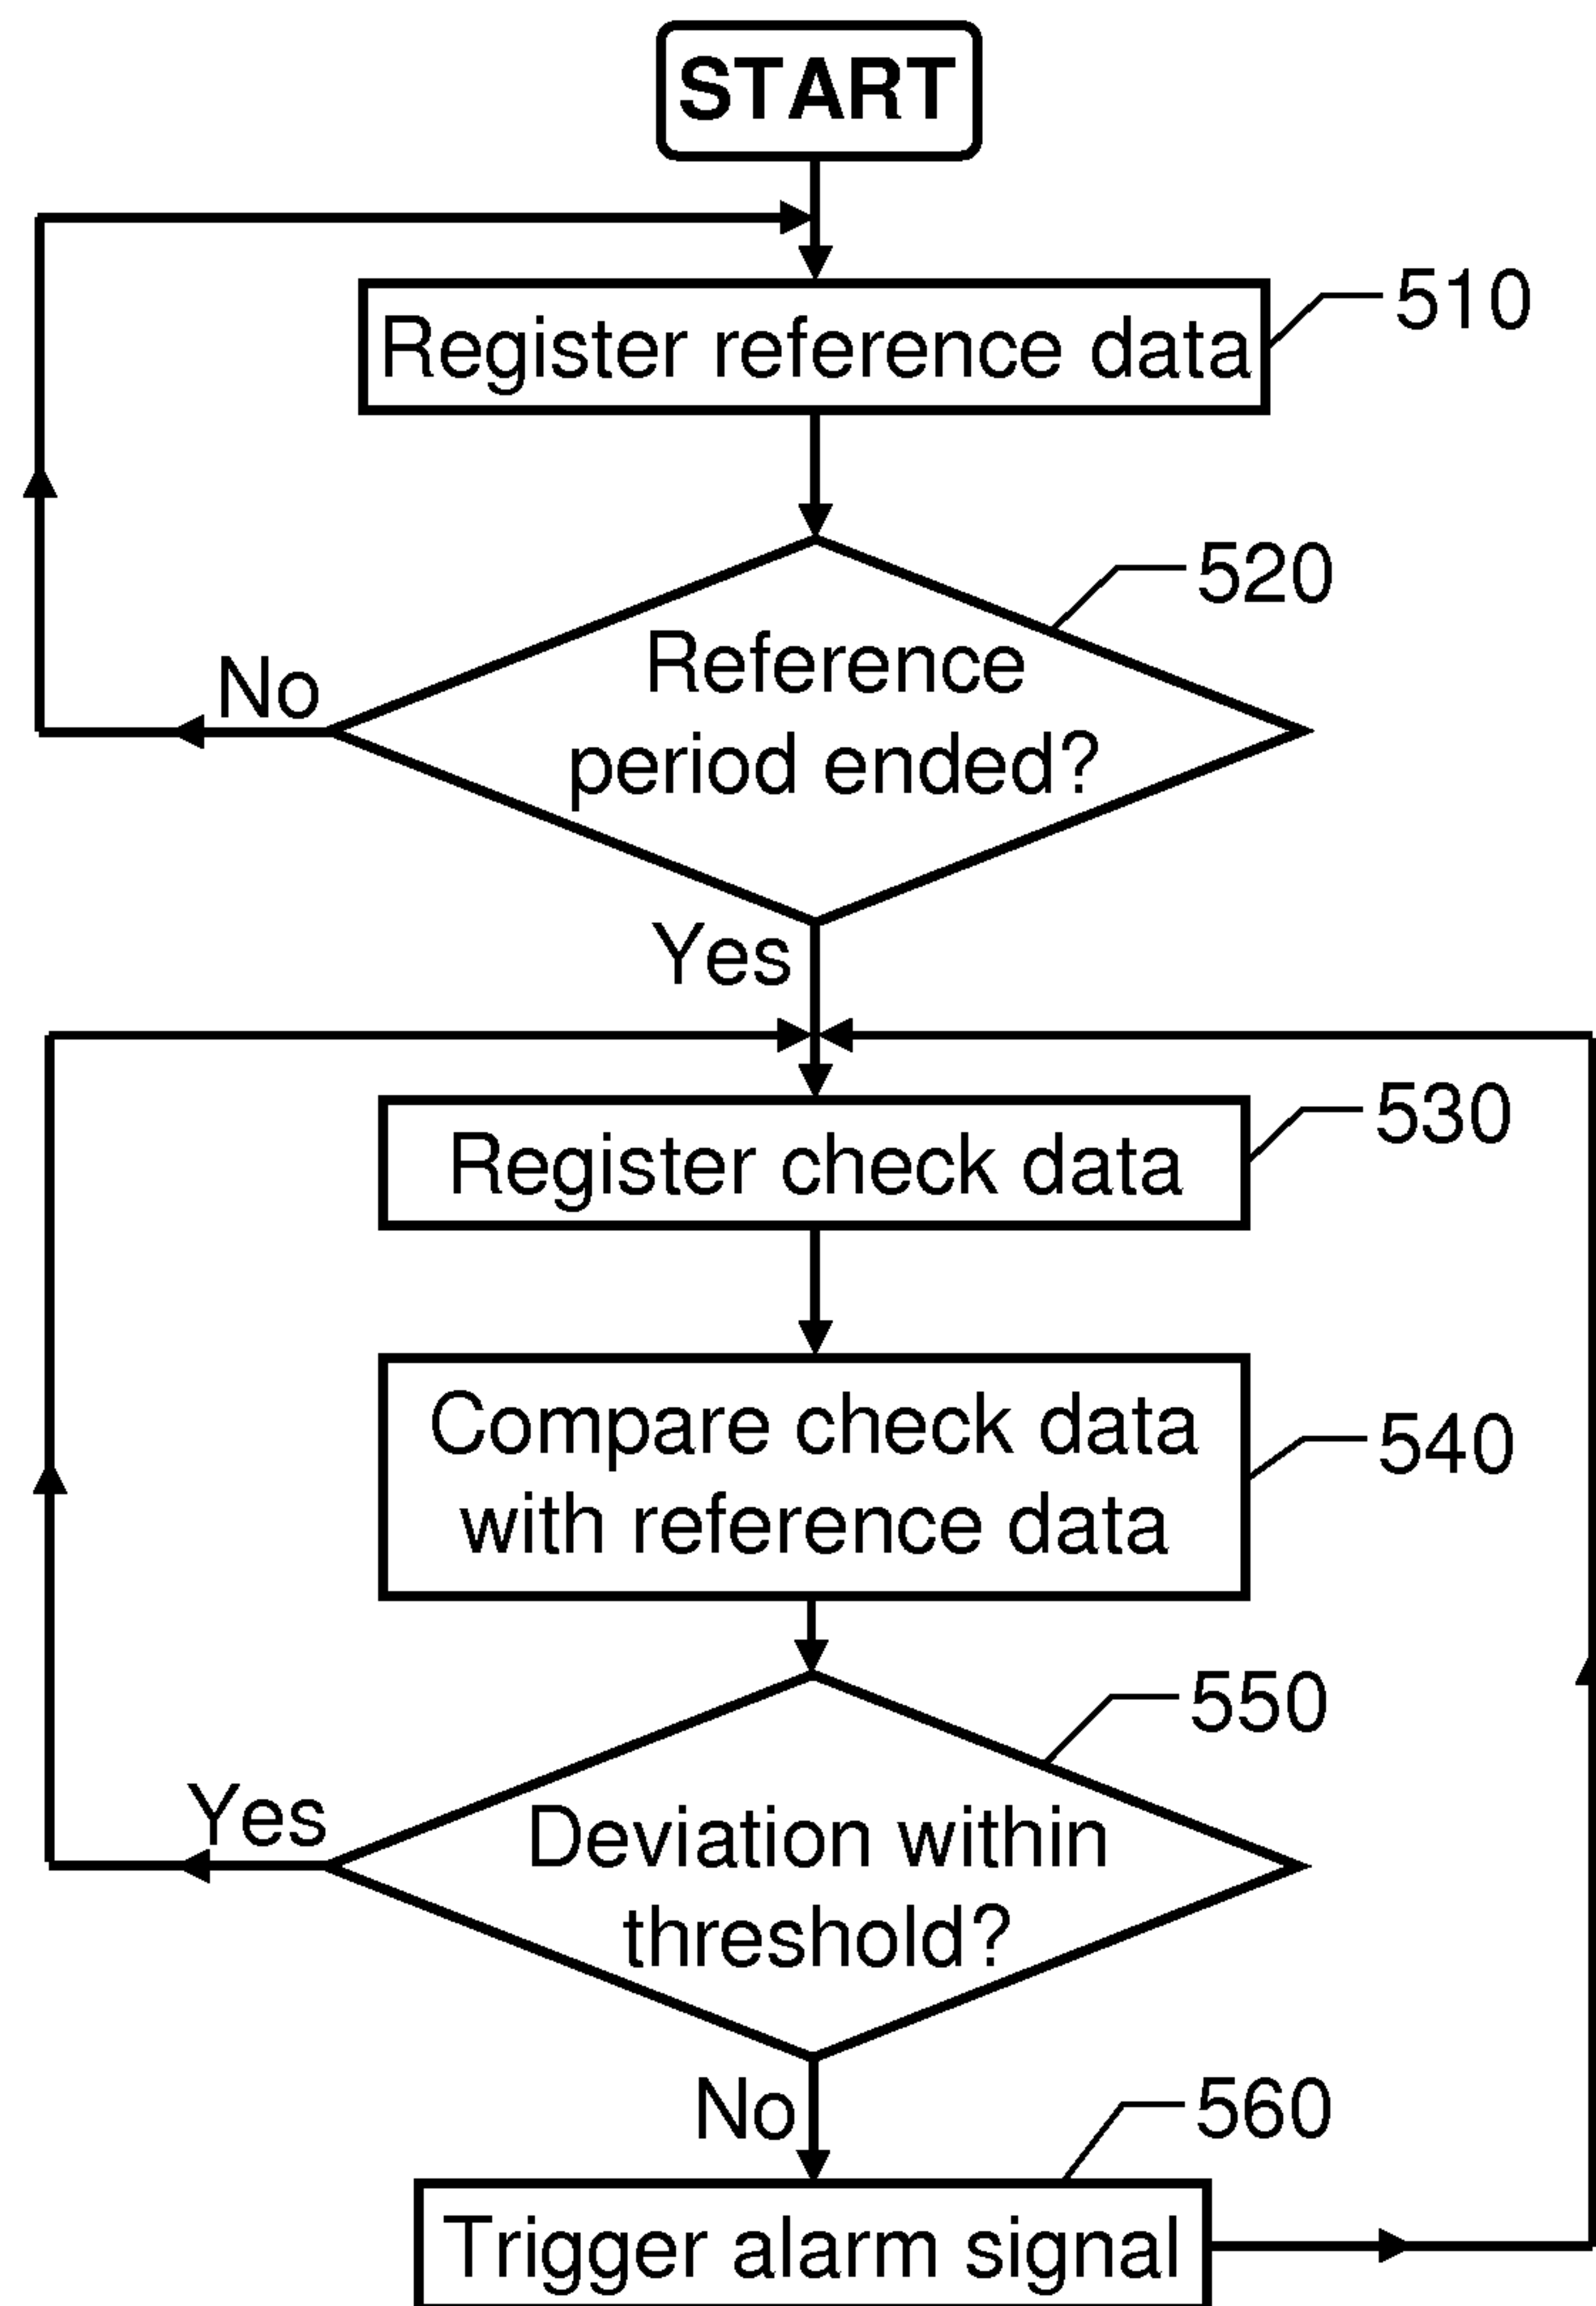 START
Register reference data
510
520
Reference
period ended?
No
Yes
530
Register check data
Compare check data
with reference data
540
550
Deviation within
threshold?
Yes
No
560
Trigger alarm signal